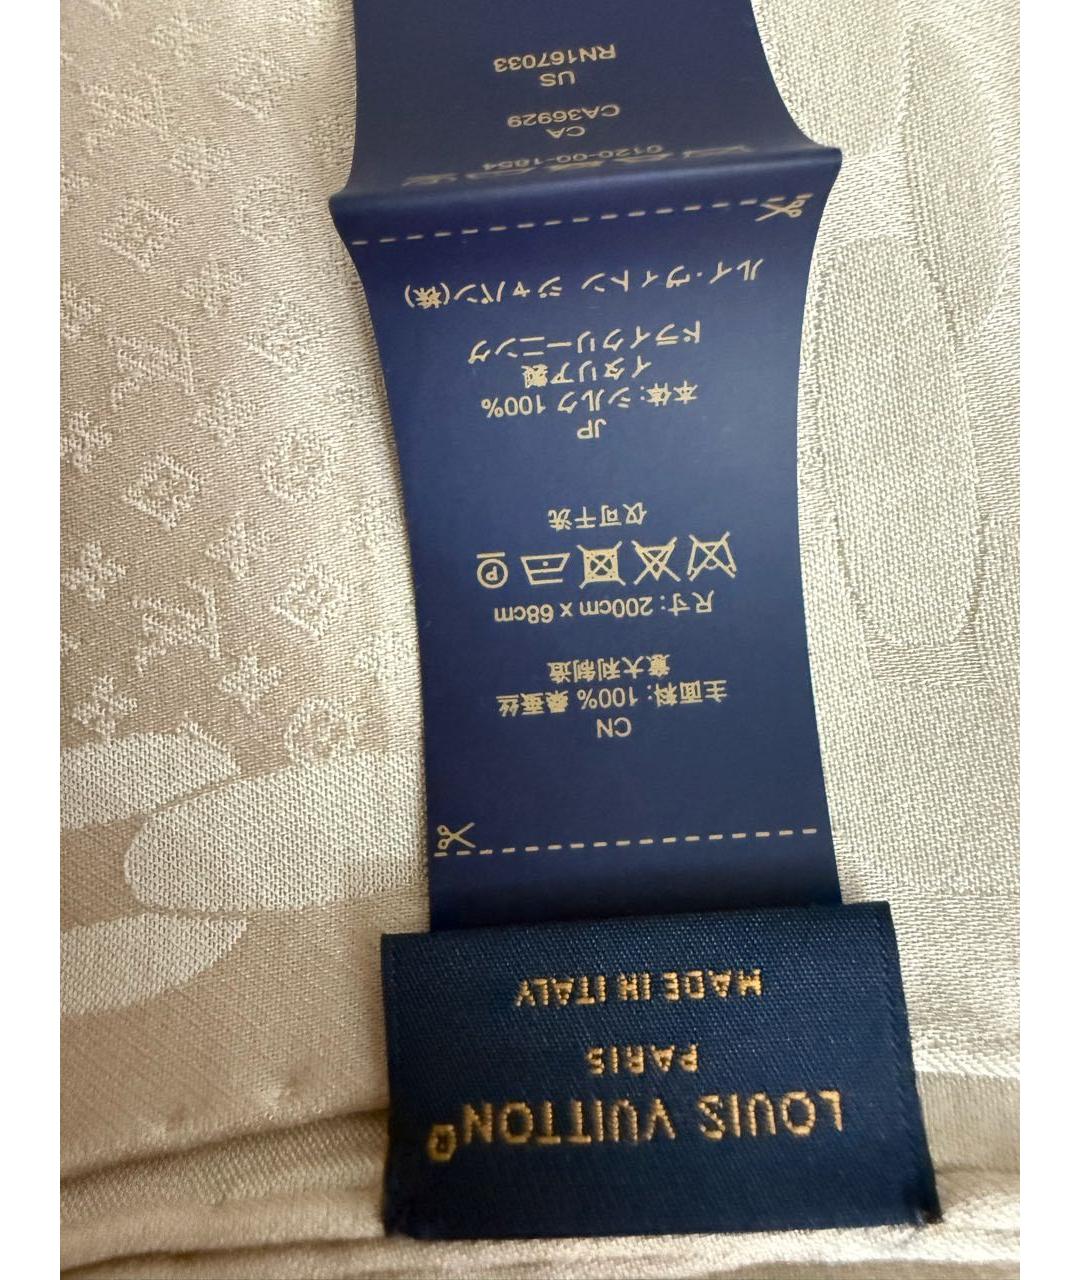 LOUIS VUITTON®
PARIS
MADE IN ITALY
CN
主面料: 100% 桑蚕丝
意大利制造
尺寸: 200cm x 68cm
P
仅可干洗
JP
本体: シルク 100%
イタリア製
ドライクリーニング
ルイ・ヴィトン ジャパン(株)
0120-00-1854
CA
CA36929
US
RN167033